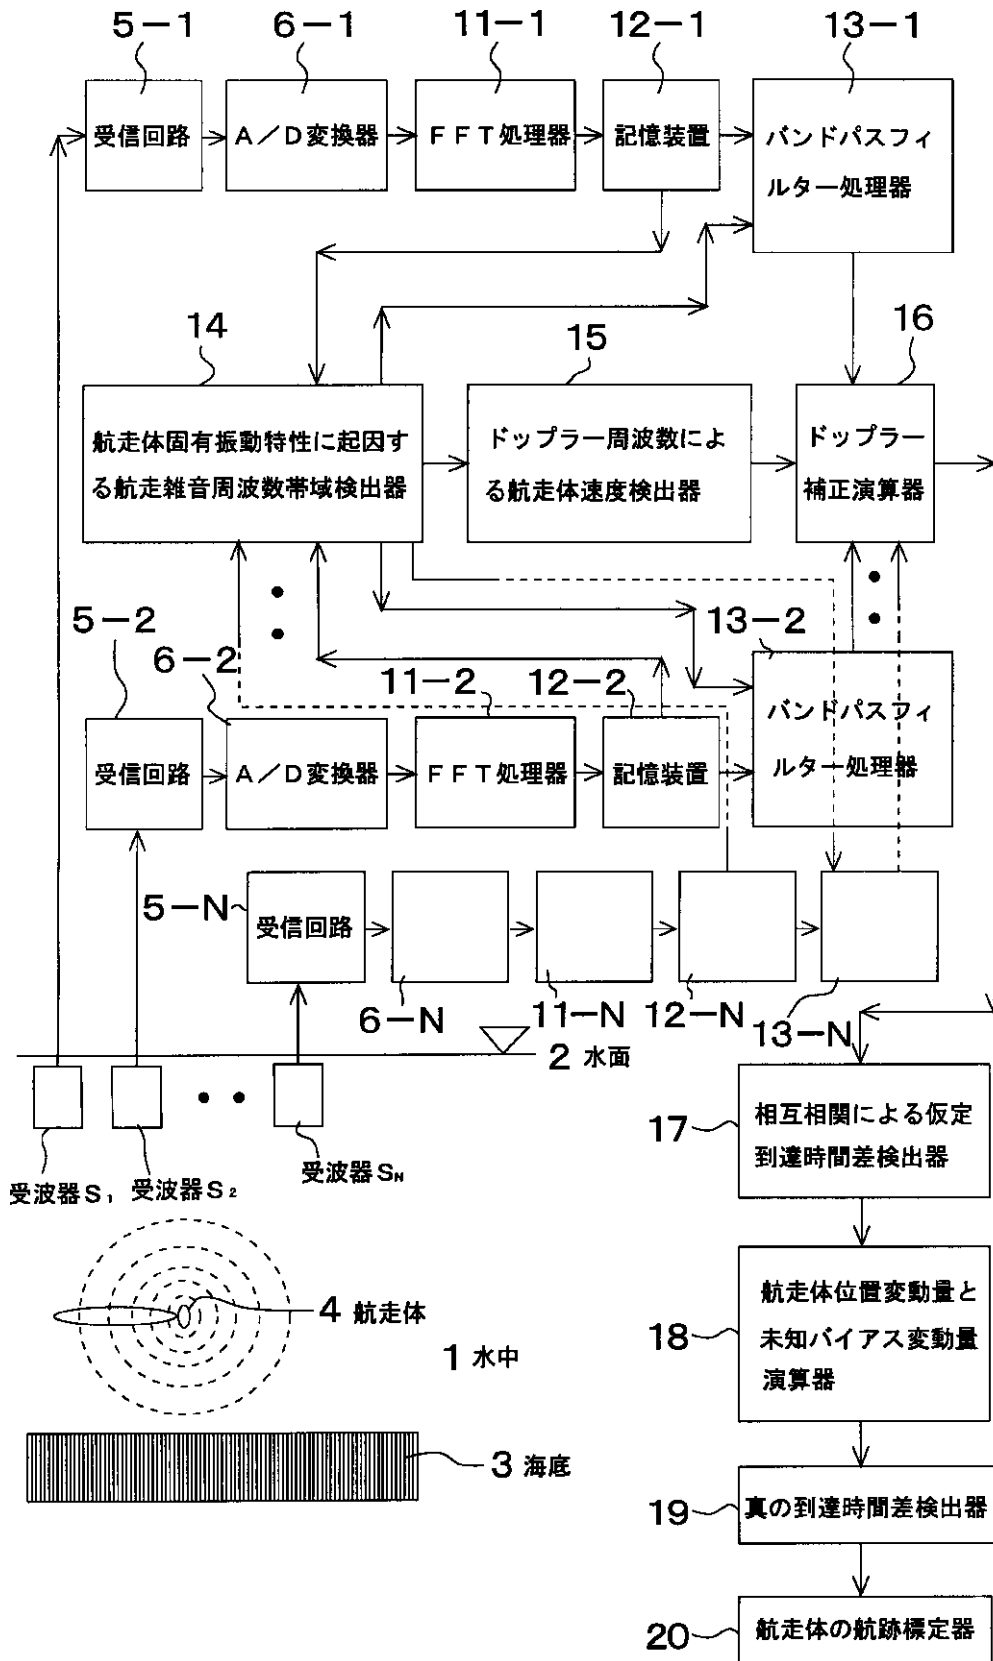 5-1 6-1 11-1 12-1 13-1
受信回路 A/D変換器 FFT処理器 記憶装置
バンドパスフィ
ルター処理器
14 15 16
航走体固有振動特性に起因す
る航走雑音周波数帯域検出器
ドップラー周波数によ
る航走体速度検出器
ドップラー
補正演算器
5-2 6-2 11-2 12-2 13-2
受信回路 A/D変換器 FFT処理器 記憶装置
バンドパスフィ
ルター処理器
5-N 受信回路
6-N 11-N 12-N 13-N
2 水面
受波器S₁ 受波器S₂ ・・ 受波器S_N
4 航走体
1 水中
3 海底
17 相互相関による仮定
到達時間差検出器
18 航走体位置変動量と
未知バイアス変動量
演算器
19 真の到達時間差検出器
20 航走体の航跡標定器